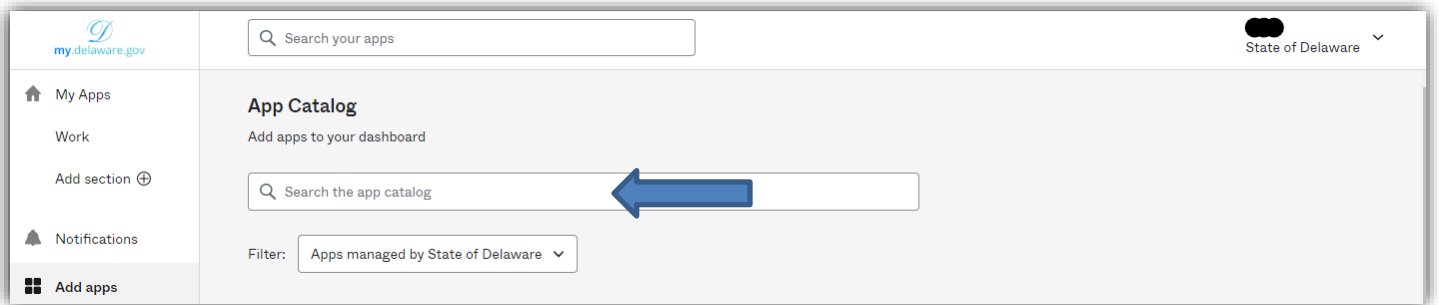 D
my.delaware.gov
Search your apps
State of Delaware
My Apps
Work
Add section
Notifications
Add apps
App Catalog
Add apps to your dashboard
Search the app catalog
Filter:
Apps managed by State of Delaware